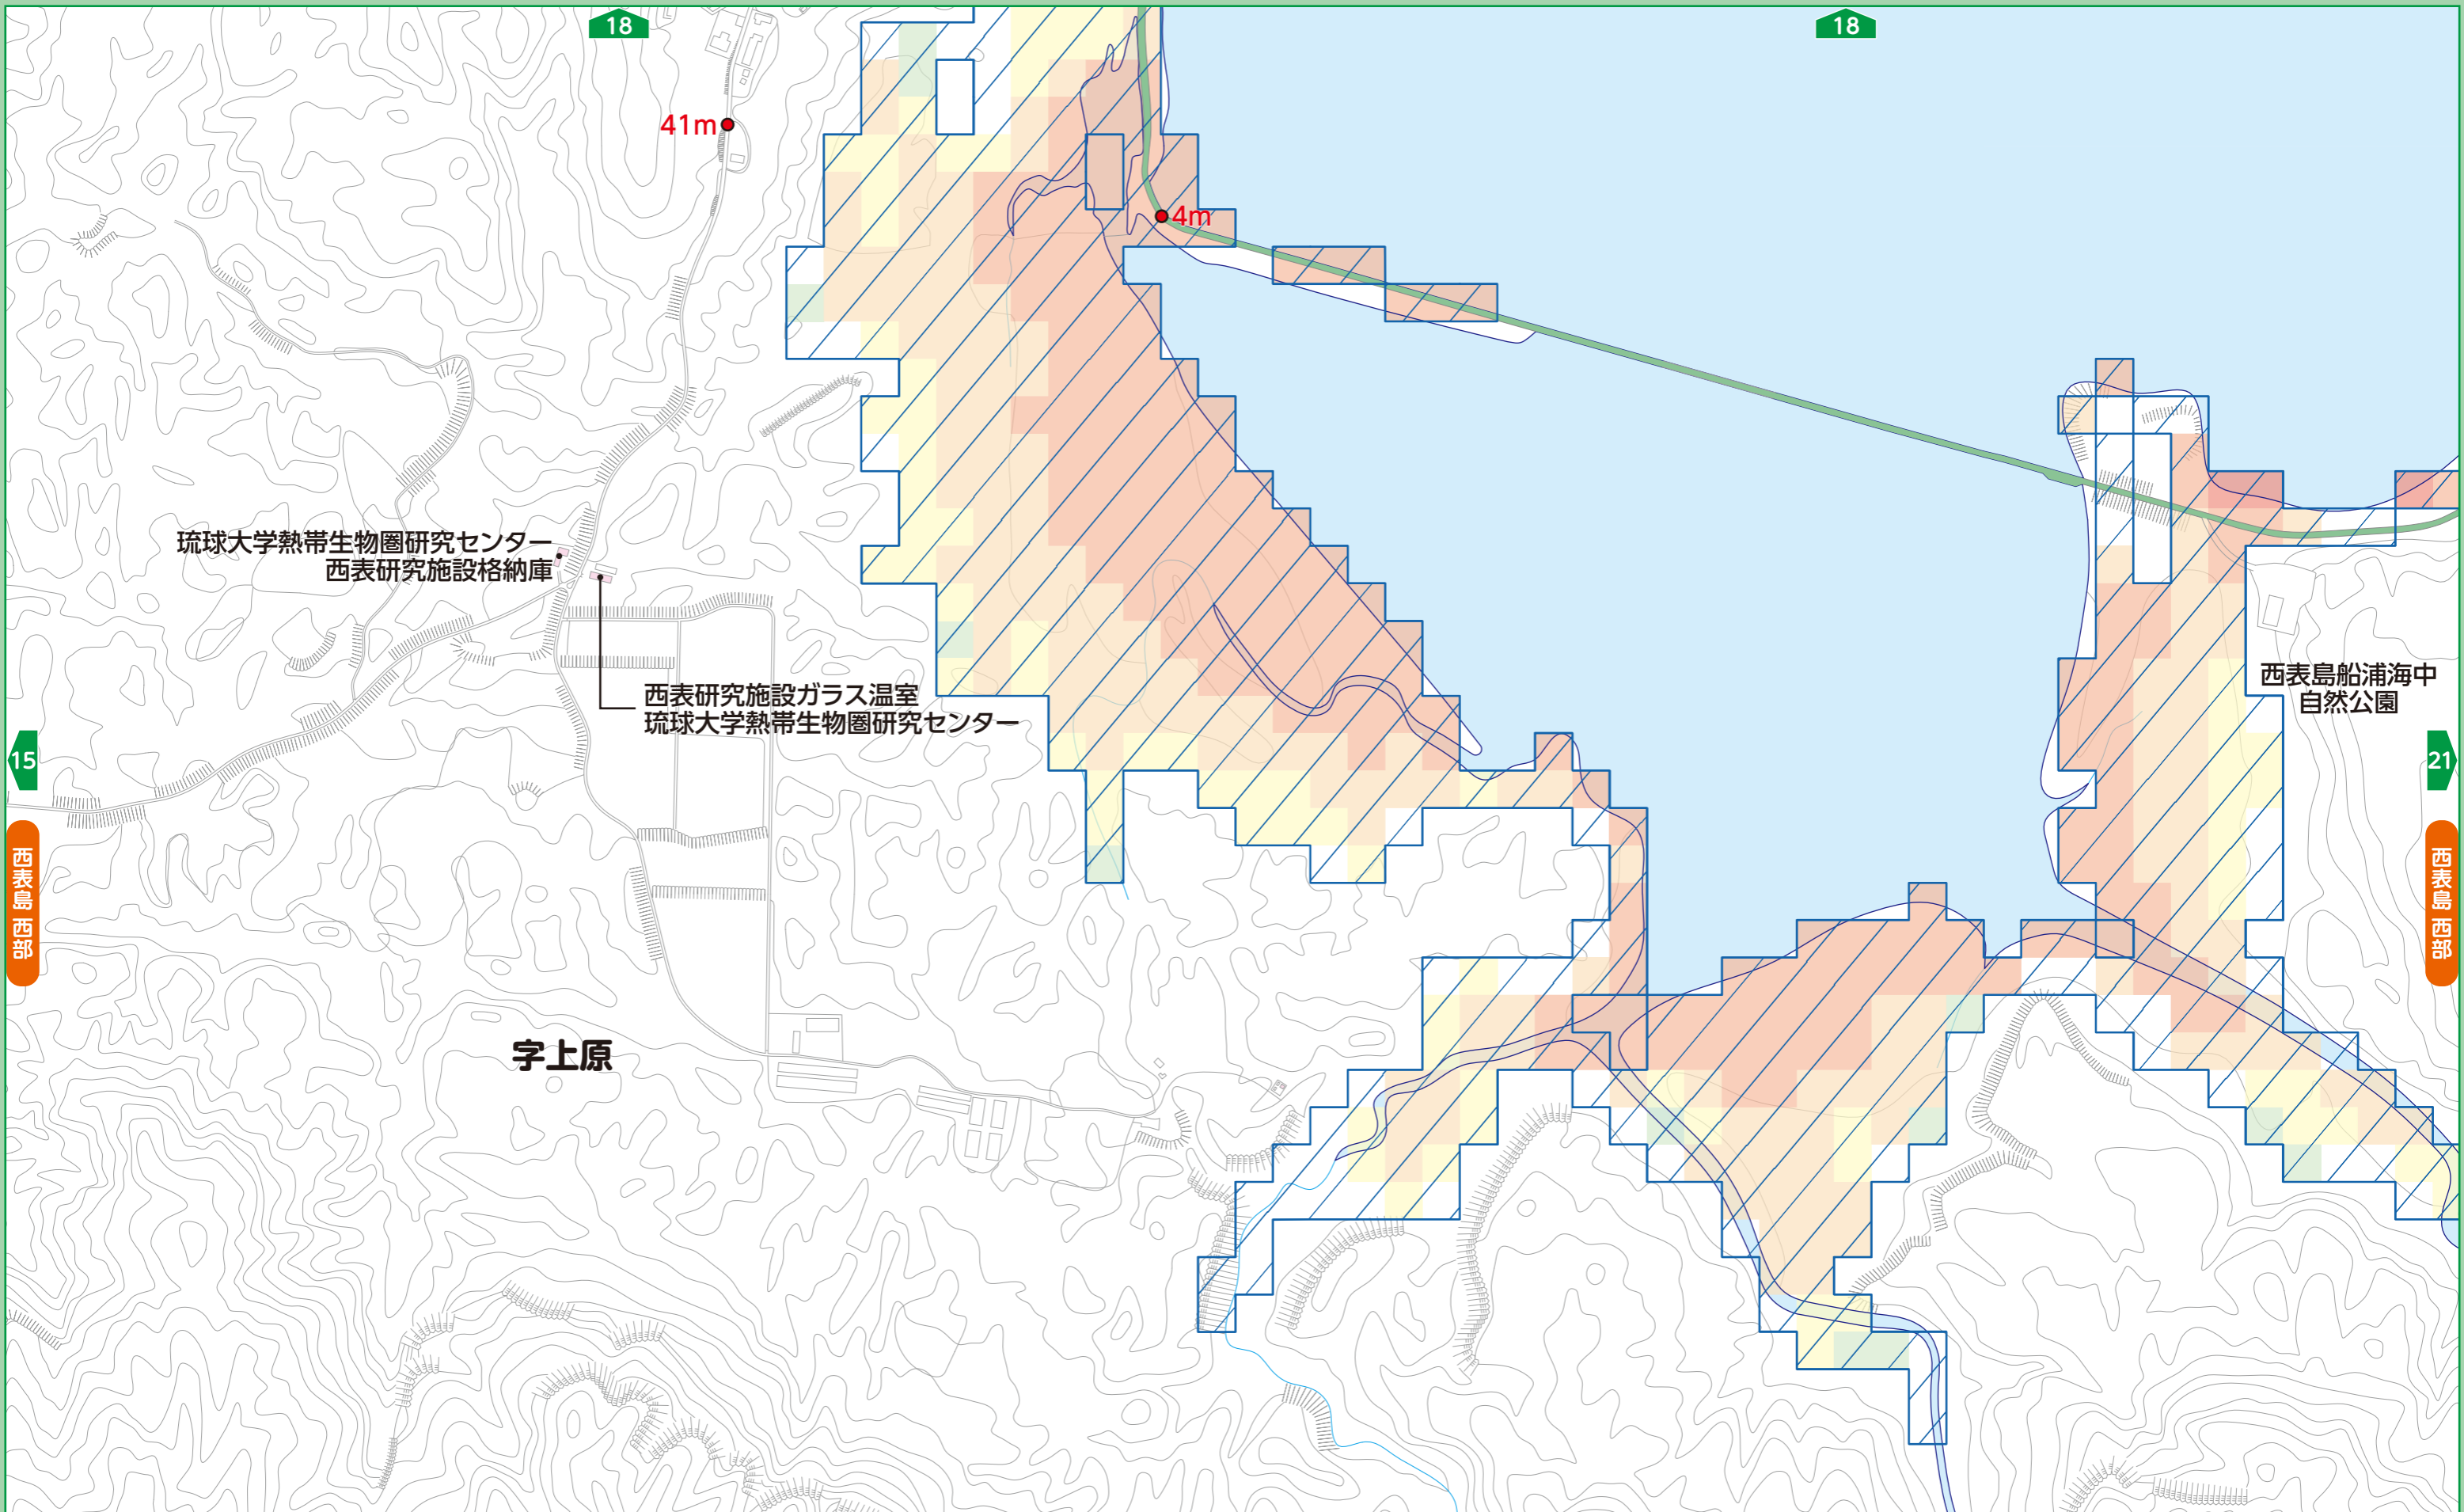 18
18
41m
4m
琉球大学熱帯生物圏研究センター
西表研究施設格納庫
西表研究施設ガラス温室
琉球大学熱帯生物圏研究センター
西表島船浦海中
自然公園
15
21
西表島 西部
西表島 西部
字上原